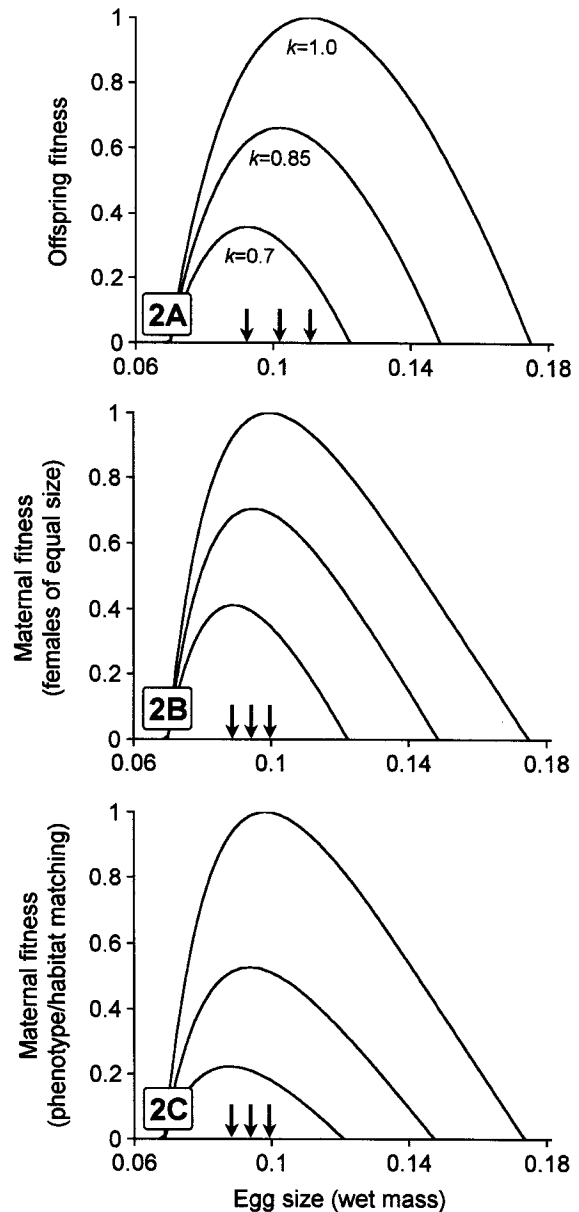 Offspring fitness
1
0.8
0.6
0.4
0.2
0
k=1.0
k=0.85
k=0.7
2A
0.06
0.1
0.14
0.18
Maternal fitness
(females of equal size)
1
0.8
0.6
0.4
0.2
0
2B
0.06
0.1
0.14
0.18
Maternal fitness
(phenotype/habitat matching)
1
0.8
0.6
0.4
0.2
0
2C
0.06
0.1
0.14
0.18
Egg size (wet mass)